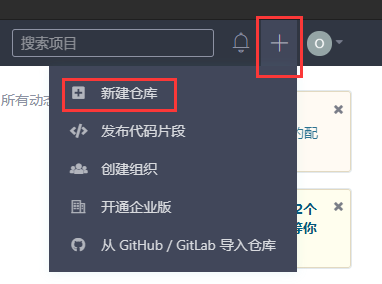 搜索项目
O
新建仓库
所有动态
发布代码片段
的配
创建组织
开通企业版
2个
等你
从 GitHub / GitLab 导入仓库